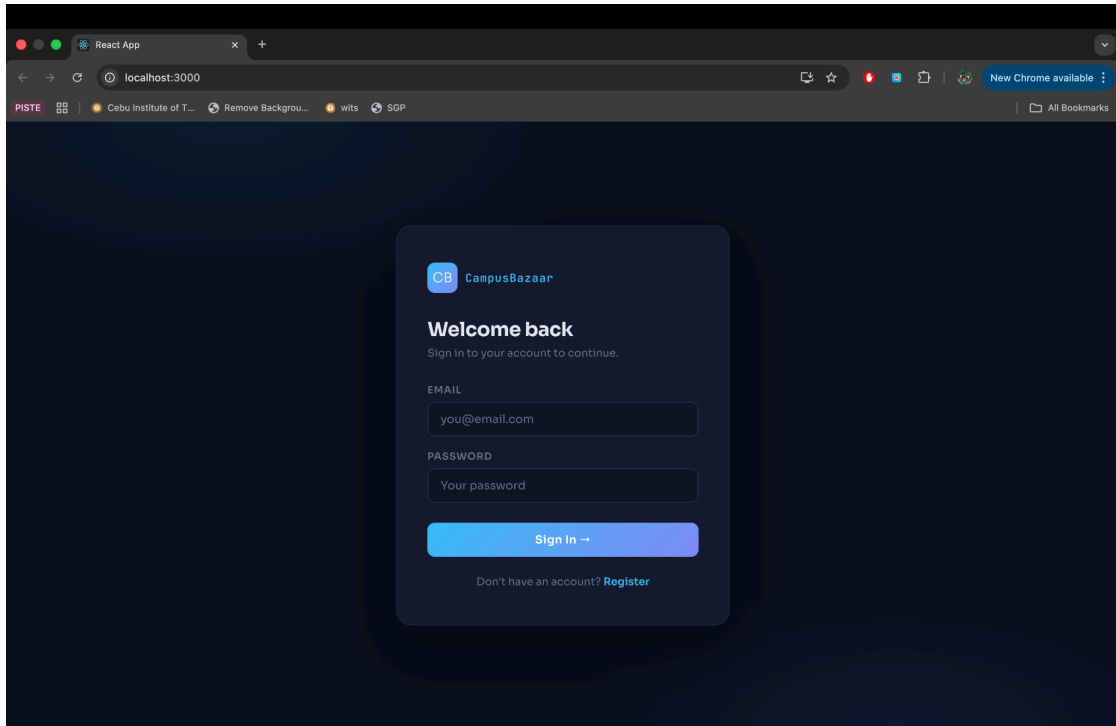 React App
localhost:3000
New Chrome available
PISTE
Cebu Institute of T...
Remove Backgrou...
wits
SGP
All Bookmarks
CB
CampusBazaar
Welcome back
Sign in to your account to continue.
EMAIL
you@email.com
PASSWORD
Your password
Sign In →
Don't have an account? Register